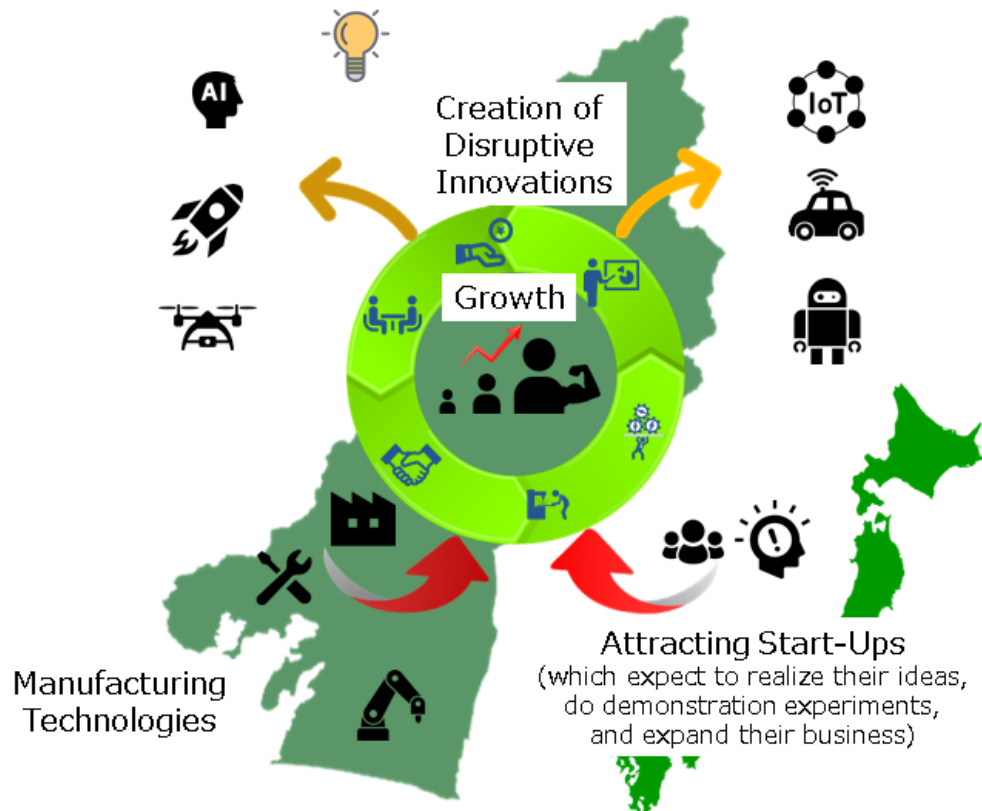 AI
IoT
Creation of
Disruptive
Innovations
¥
Growth
Manufacturing
Technologies
Attracting Start-Ups
(which expect to realize their ideas,
do demonstration experiments,
and expand their business)